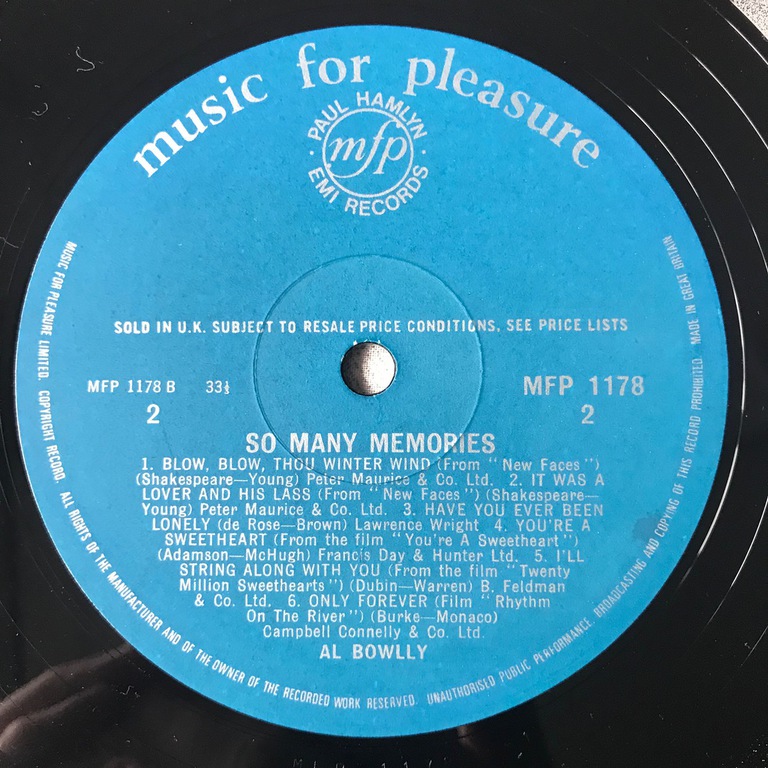 music for pleasure
PAUL HAMLYN
mfp
EMI RECORDS
SOLD IN U.K. SUBJECT TO RESALE PRICE CONDITIONS, SEE PRICE LISTS
MFP 1178 B 33⅓ MFP 1178
2 2
SO MANY MEMORIES
1. BLOW, BLOW, THOU WINTER WIND (From "New Faces")
(Shakespeare—Young) Peter Maurice & Co. Ltd. 2. IT WAS A
LOVER AND HIS LASS (From "New Faces") (Shakespeare—
Young) Peter Maurice & Co. Ltd. 3. HAVE YOU EVER BEEN
LONELY (de Rose—Brown) Lawrence Wright 4. YOU'RE A
SWEETHEART (From the film "You're A Sweetheart")
(Adamson—McHugh) Francis Day & Hunter Ltd. 5. I'LL
STRING ALONG WITH YOU (From the film "Twenty
Million Sweethearts") (Dubin—Warren) B. Feldman
& Co. Ltd. 6. ONLY FOREVER (Film "Rhythm
On The River") (Burke—Monaco)
Campbell Connelly & Co. Ltd.
AL BOWLLY
MUSIC FOR PLEASURE LIMITED. COPYRIGHT RECORD. ALL RIGHTS OF THE MANUFACTURER AND OF THE OWNER OF THE RECORDED WORK RESERVED. UNAUTHORISED PUBLIC PERFORMANCE, BROADCASTING AND COPYING OF THIS RECORD PROHIBITED. MADE IN GREAT BRITAIN